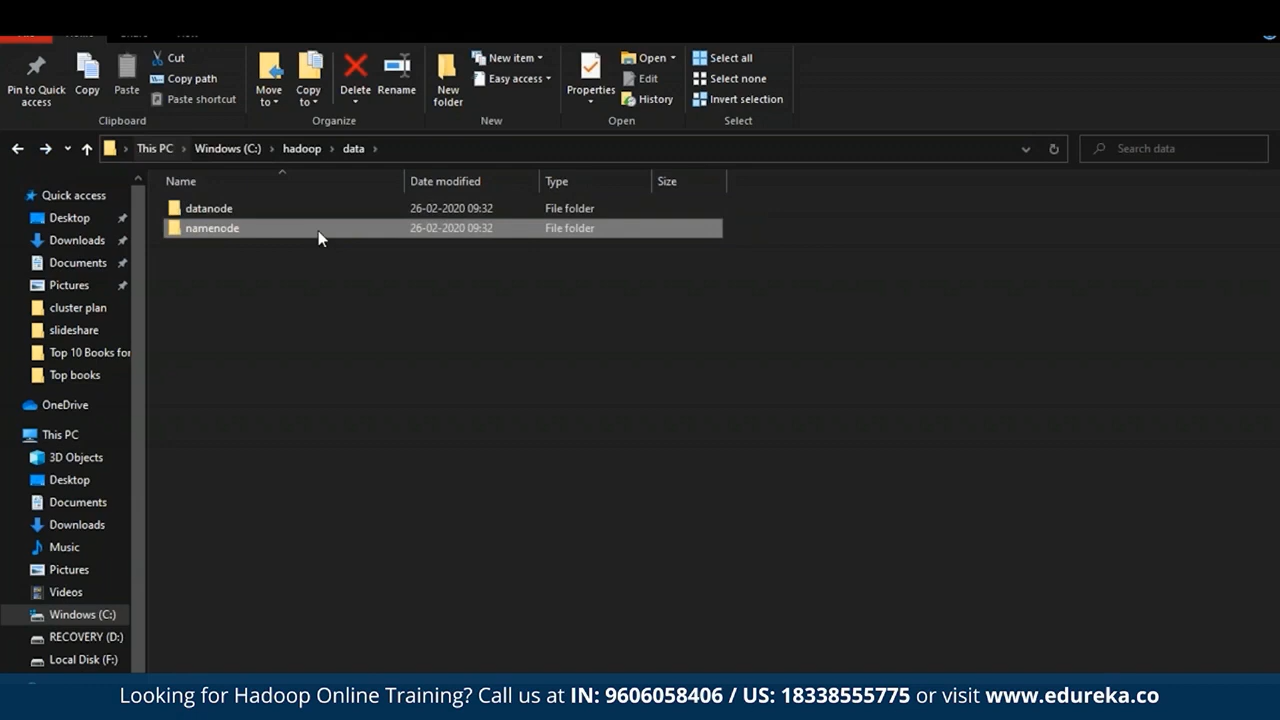 Pin to Quick access
Copy
Paste
Cut
Copy path
Paste shortcut
Clipboard
Move to
Copy to
Delete
Rename
Organize
New folder
New item
Easy access
New
Properties
Open
Edit
History
Open
Select all
Select none
Invert selection
Select
This PC > Windows (C:) > hadoop > data >
Search data
Name Date modified Type Size
datanode 26-02-2020 09:32 File folder
namenode 26-02-2020 09:32 File folder
Quick access
Desktop
Downloads
Documents
Pictures
cluster plan
slideshare
Top 10 Books for
Top books
OneDrive
This PC
3D Objects
Desktop
Documents
Downloads
Music
Pictures
Videos
Windows (C:)
RECOVERY (D:)
Local Disk (F:)
Looking for Hadoop Online Training? Call us at IN: 9606058406 / US: 18338555775 or visit www.edureka.co